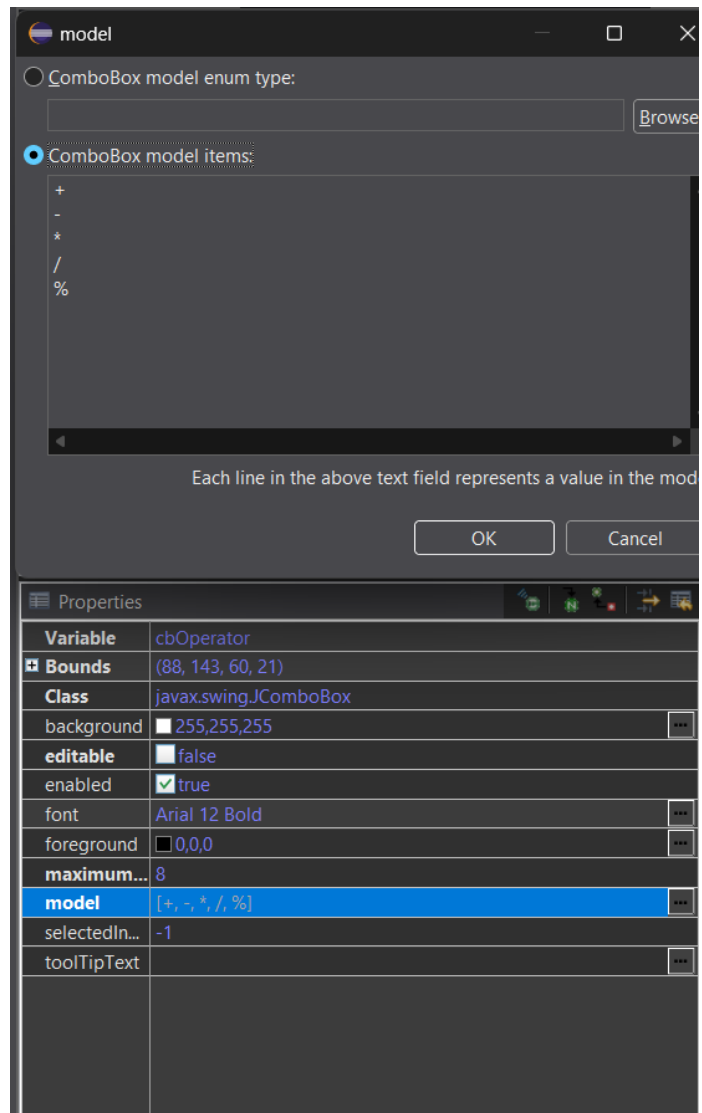 model
ComboBox model enum type:
Browse
ComboBox model items:
+
-
*
/
%
Each line in the above text field represents a value in the mod
OK Cancel
Properties
Variable cbOperator
Bounds (88, 143, 60, 21)
Class javax.swing.JComboBox
background 255,255,255
editable false
enabled true
font Arial 12 Bold
foreground 0,0,0
maximum... 8
model [+, -, *, /, %]
selectedIn... -1
toolTipText